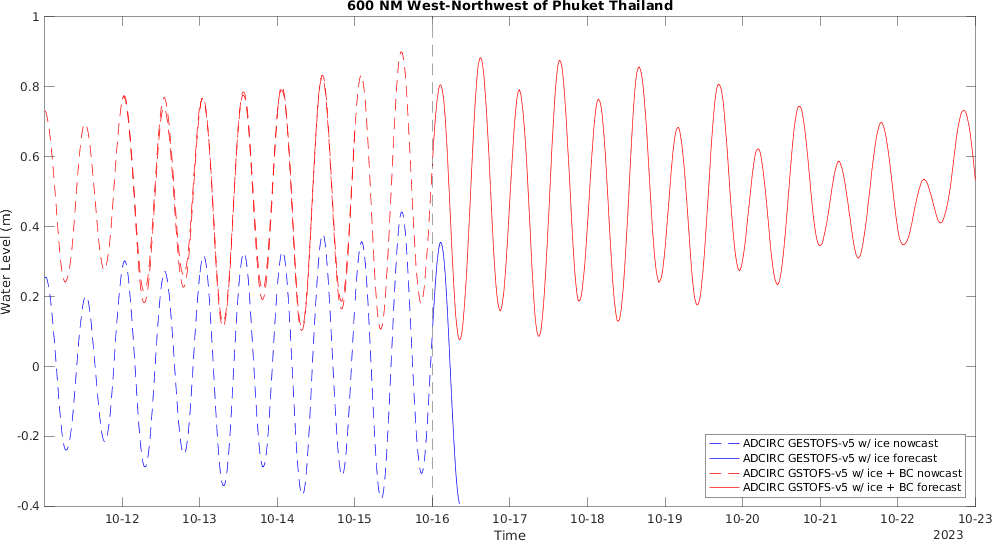 600 NM West-Northwest of Phuket Thailand
1
0.8
0.6
0.4
0.2
0
-0.2
-0.4
Water Level (m)
ADCIRC GESTOFS-v5 w/ ice nowcast
ADCIRC GESTOFS-v5 w/ ice forecast
ADCIRC GSTOFS-v5 w/ ice + BC nowcast
ADCIRC GSTOFS-v5 w/ ice + BC forecast
10-12 10-13 10-14 10-15 10-16 10-17 10-18 10-19 10-20 10-21 10-22 10-23
Time
2023